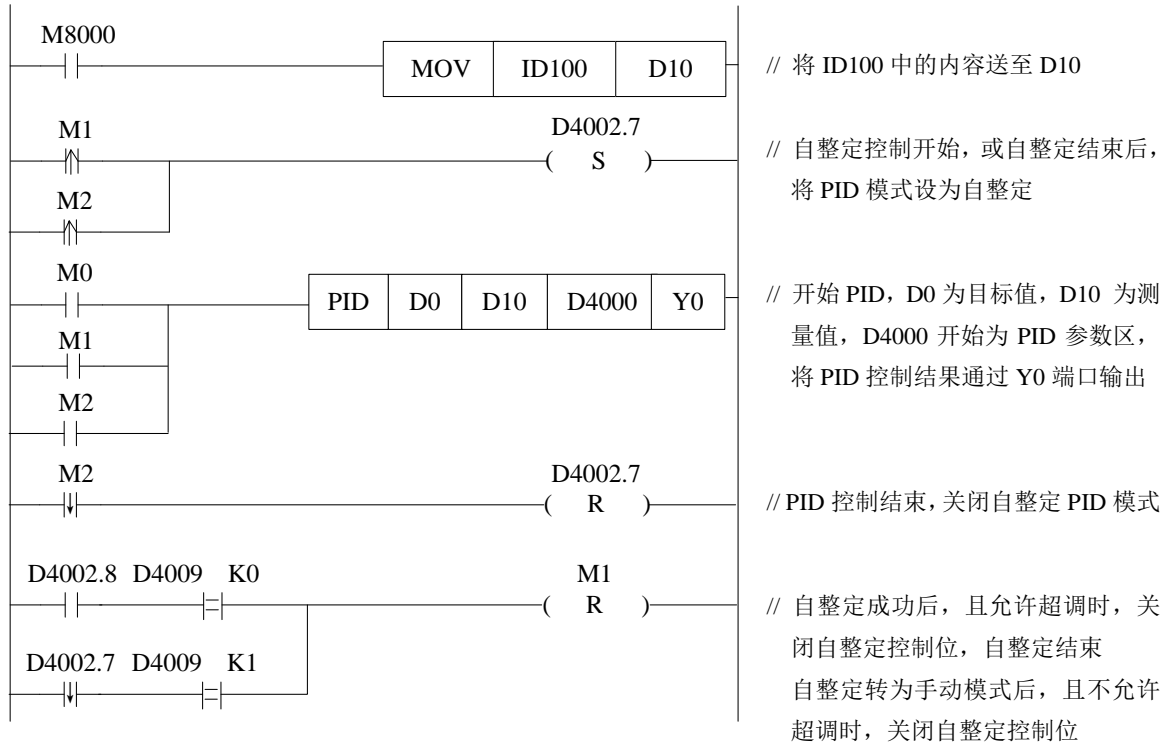 M8000
MOV ID100 D10 // 将 ID100 中的内容送至 D10
M1 D4002.7
( S ) // 自整定控制开始，或自整定结束后，
将 PID 模式设为自整定
M2
M0
PID D0 D10 D4000 Y0 // 开始 PID，D0 为目标值，D10 为测
M1 量值，D4000 开始为 PID 参数区，
将 PID 控制结果通过 Y0 端口输出
M2
M2 D4002.7
( R ) // PID 控制结束，关闭自整定 PID 模式
D4002.8 D4009 K0 M1
= ( R ) // 自整定成功后，且允许超调时，关
闭自整定控制位，自整定结束
D4002.7 D4009 K1
= 自整定转为手动模式后，且不允许
超调时，关闭自整定控制位